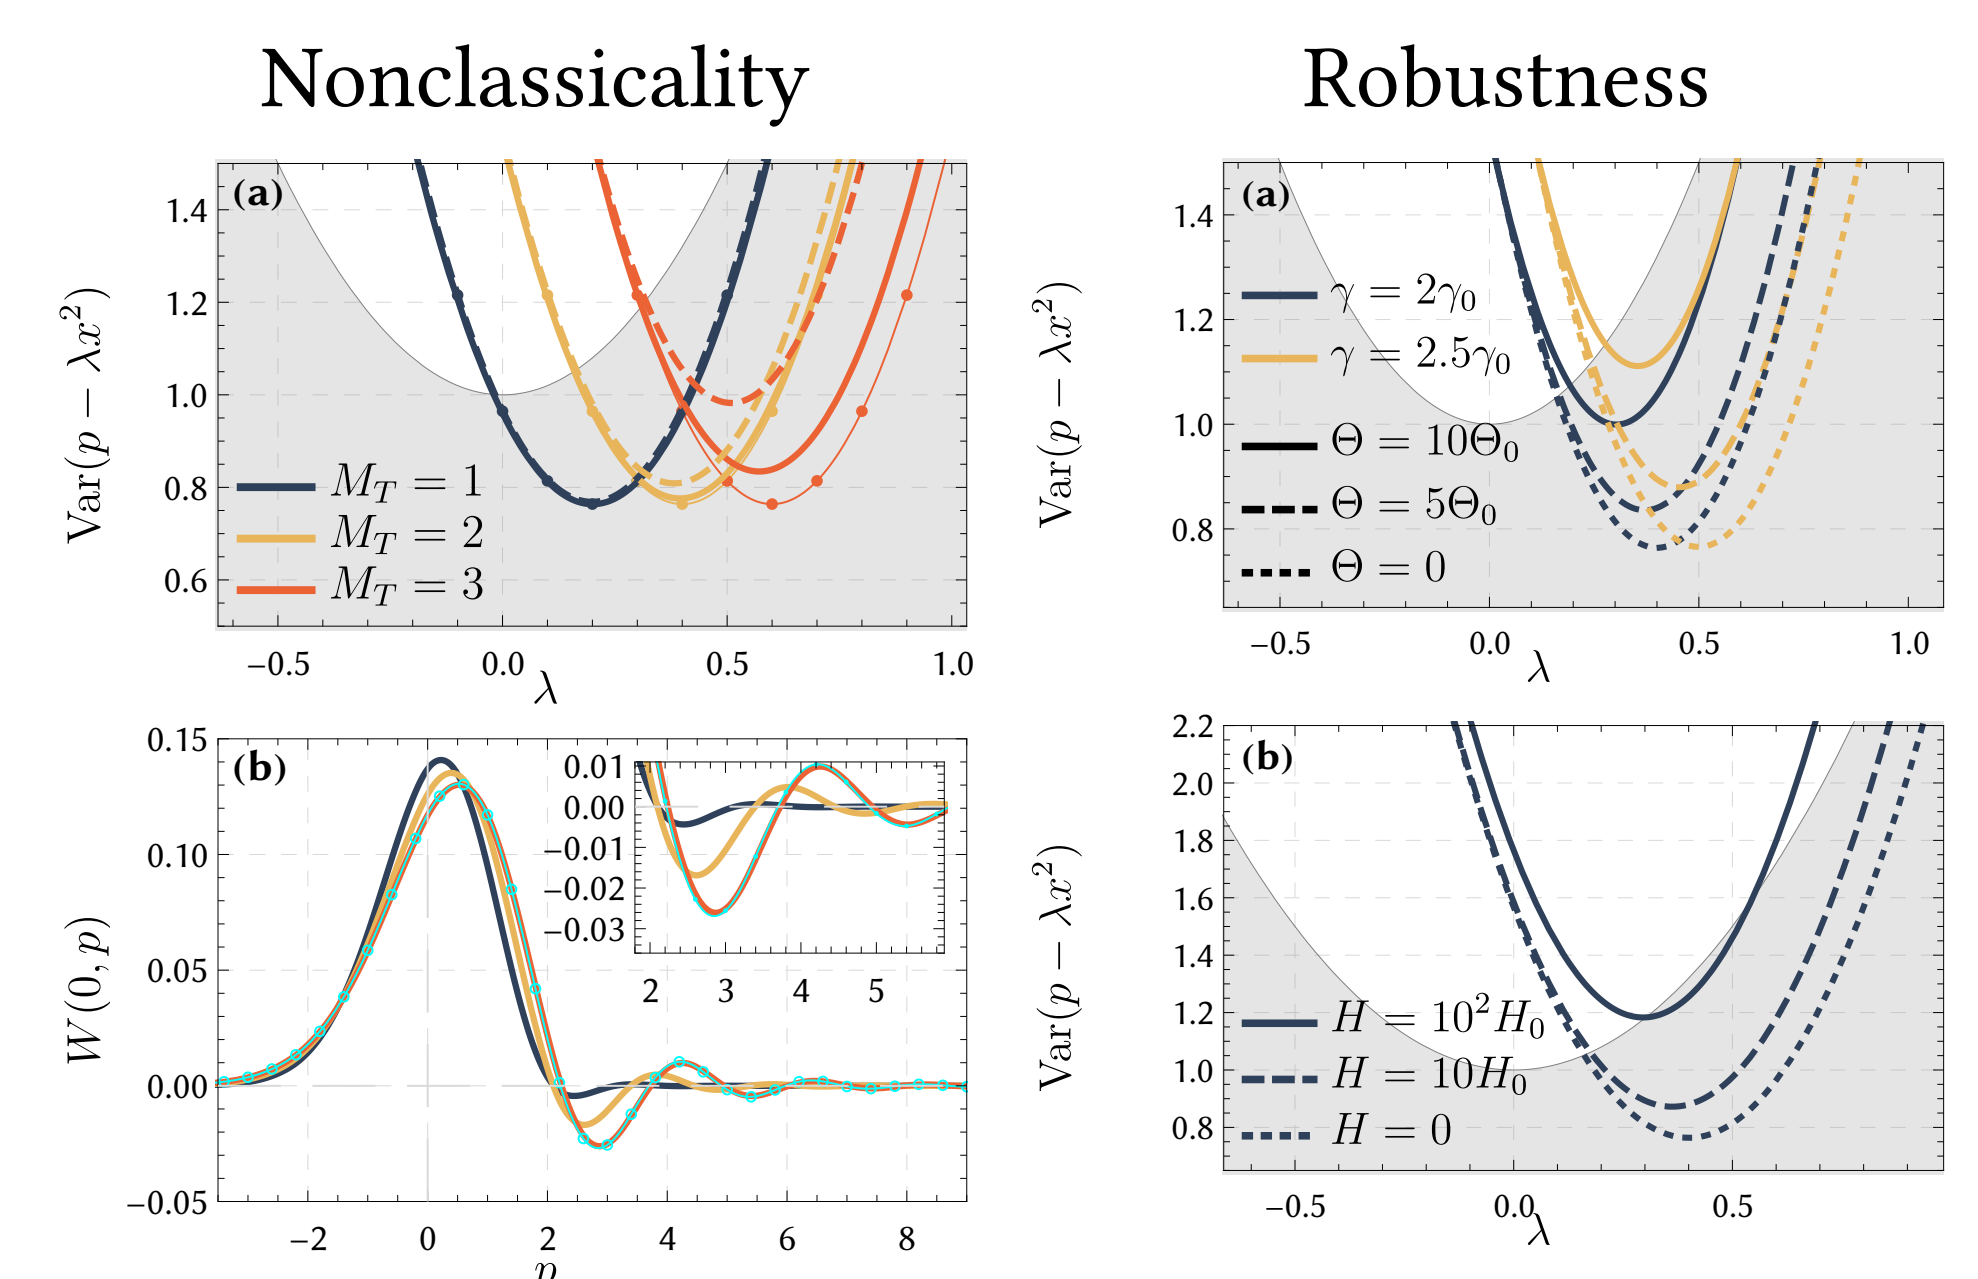 Nonclassicality
(a)
Var(p − λx²)
1.4
1.2
1.0
0.8
0.6
M_T = 1
M_T = 2
M_T = 3
−0.5 0.0 0.5 1.0
λ
(b)
W(0, p)
0.15
0.10
0.05
0.00
−0.05
0.01
0.00
−0.01
−0.02
−0.03
2 3 4 5
−2 0 2 4 6 8
p
Robustness
(a)
Var(p − λx²)
1.4
1.2
1.0
0.8
γ = 2γ₀
γ = 2.5γ₀
Θ = 10Θ₀
Θ = 5Θ₀
Θ = 0
−0.5 0.0 0.5 1.0
λ
(b)
Var(p − λx²)
2.2
2.0
1.8
1.6
1.4
1.2
1.0
0.8
H = 10²H₀
H = 10H₀
H = 0
−0.5 0.0 0.5
λ